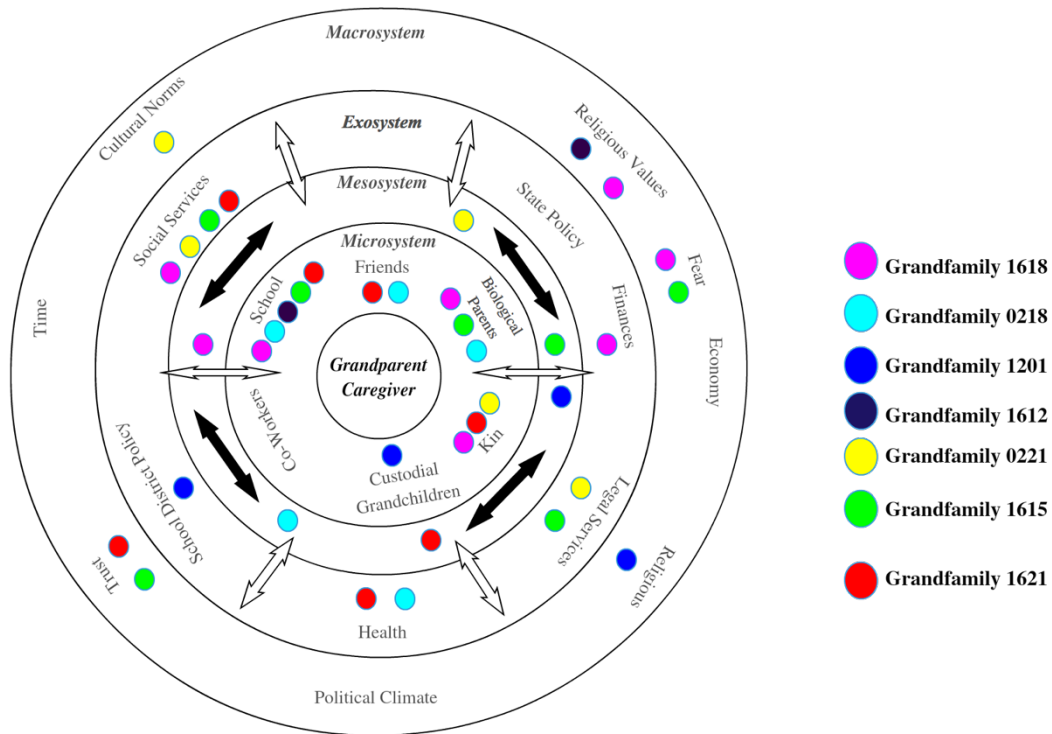 Macrosystem
Exosystem
Mesosystem
Microsystem
Grandparent
Caregiver
Friends
School
Biological
Parents
Kin
Custodial
Grandchildren
Co-Workers
Social Services
State Policy
Finances
Legal Services
Health
School District Policy
Cultural Norms
Religious Values
Fear
Economy
Religious
Political Climate
Trust
Time
Grandfamily 1618
Grandfamily 0218
Grandfamily 1201
Grandfamily 1612
Grandfamily 0221
Grandfamily 1615
Grandfamily 1621